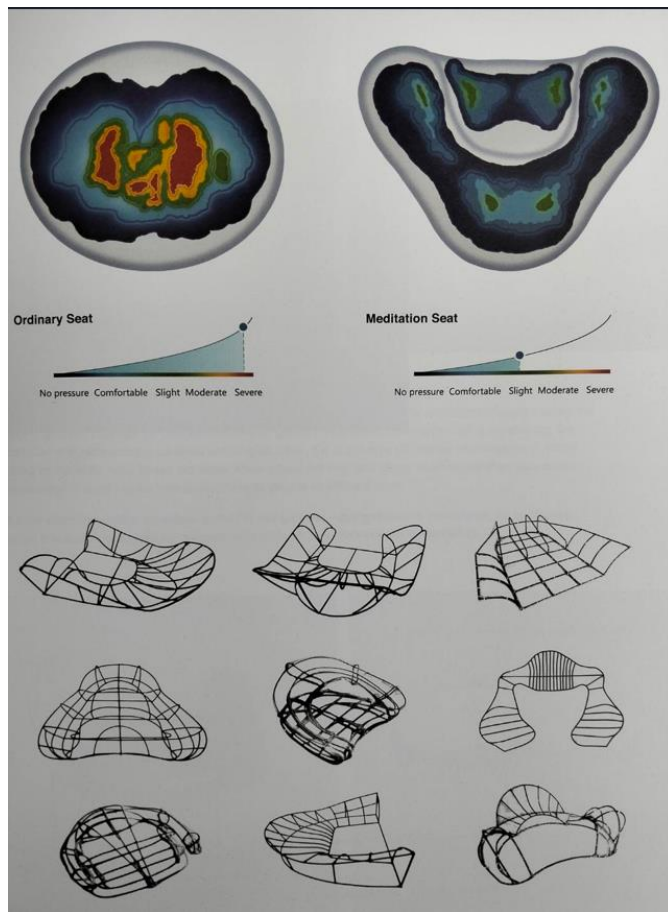 Ordinary Seat
No pressure Comfortable Slight Moderate Severe
Meditation Seat
No pressure Comfortable Slight Moderate Severe